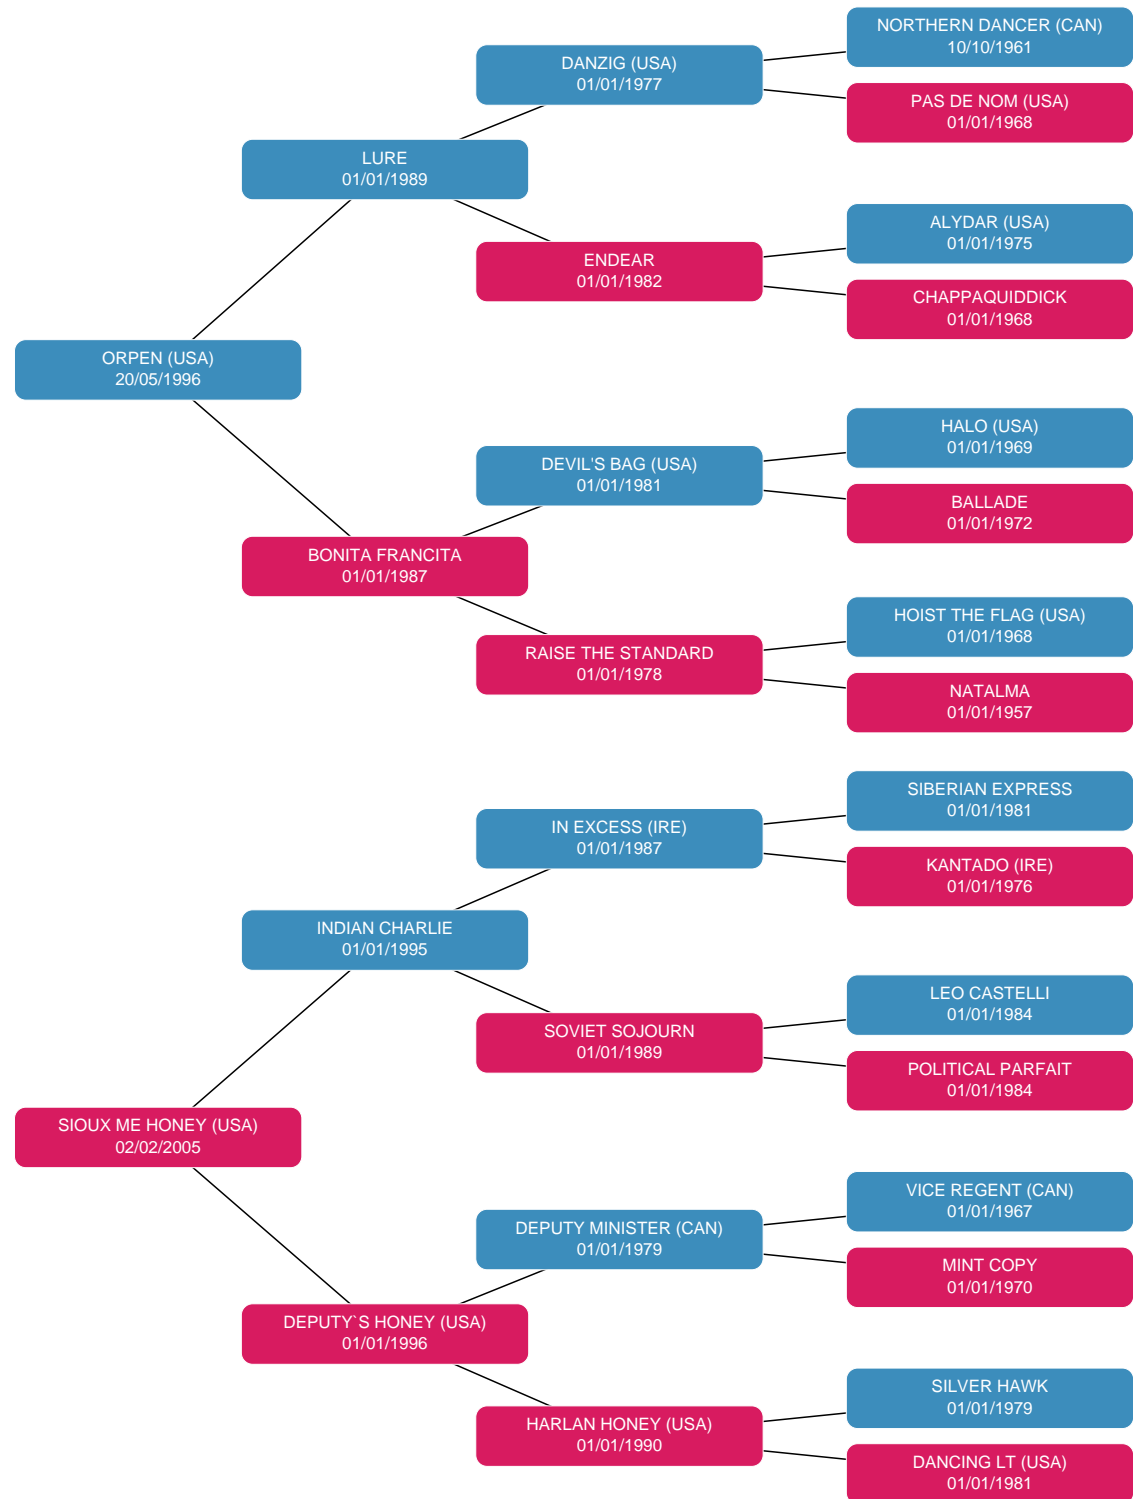 NORTHERN DANCER (CAN)
10/10/1961
DANZIG (USA)
01/01/1977
PAS DE NOM (USA)
01/01/1968
LURE
01/01/1989
ALYDAR (USA)
01/01/1975
ENDEAR
01/01/1982
CHAPPAQUIDDICK
01/01/1968
ORPEN (USA)
20/05/1996
HALO (USA)
01/01/1969
DEVIL'S BAG (USA)
01/01/1981
BALLADE
01/01/1972
BONITA FRANCITA
01/01/1987
HOIST THE FLAG (USA)
01/01/1968
RAISE THE STANDARD
01/01/1978
NATALMA
01/01/1957
SIBERIAN EXPRESS
01/01/1981
IN EXCESS (IRE)
01/01/1987
KANTADO (IRE)
01/01/1976
INDIAN CHARLIE
01/01/1995
LEO CASTELLI
01/01/1984
SOVIET SOJOURN
01/01/1989
POLITICAL PARFAIT
01/01/1984
SIOUX ME HONEY (USA)
02/02/2005
VICE REGENT (CAN)
01/01/1967
DEPUTY MINISTER (CAN)
01/01/1979
MINT COPY
01/01/1970
DEPUTY`S HONEY (USA)
01/01/1996
SILVER HAWK
01/01/1979
HARLAN HONEY (USA)
01/01/1990
DANCING LT (USA)
01/01/1981